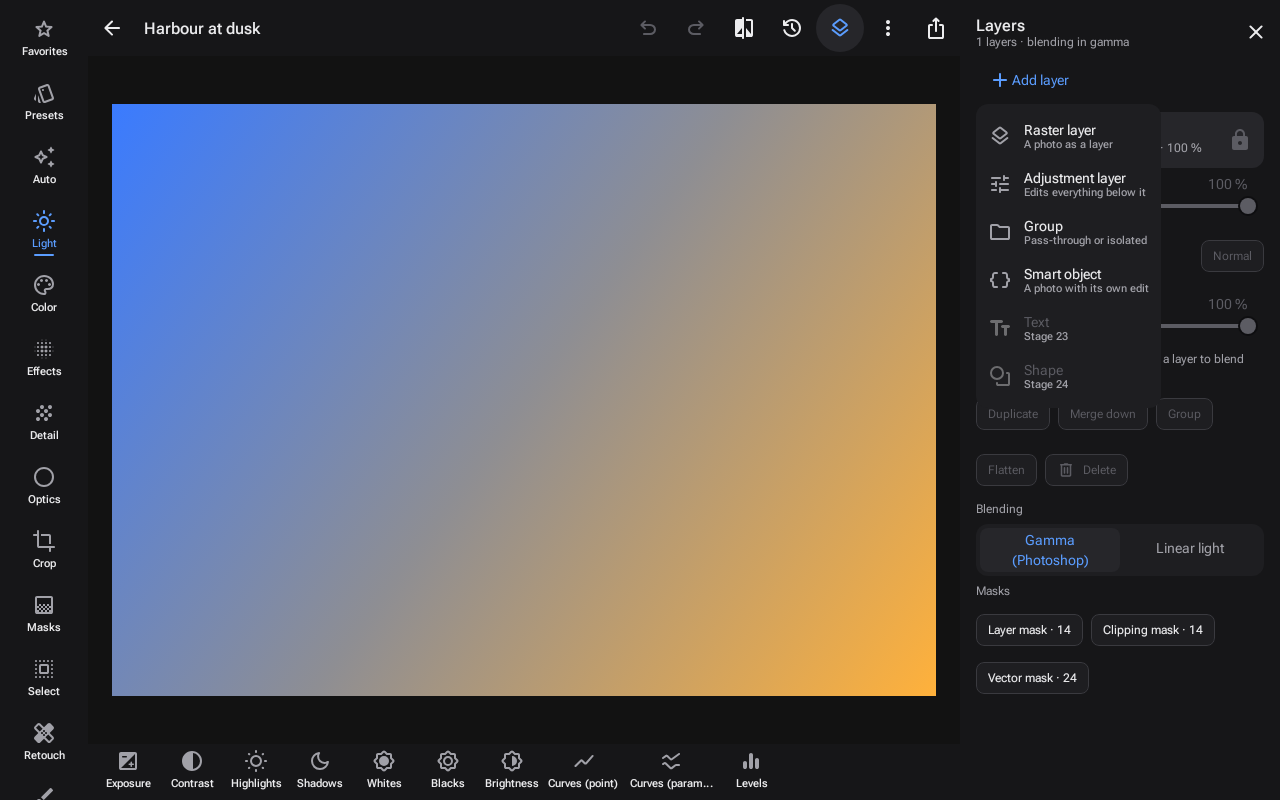 Favorites
Presets
Auto
Light
Color
Effects
Detail
Optics
Crop
Masks
Select
Retouch
Harbour at dusk
Layers
1 layers · blending in gamma
Add layer
Raster layer
A photo as a layer
· 100 %
Adjustment layer
Edits everything below it
100 %
Group
Pass-through or isolated
Normal
Smart object
A photo with its own edit
100 %
Text
Stage 23
a layer to blend
Shape
Stage 24
Duplicate
Merge down
Group
Flatten
Delete
Blending
Gamma
(Photoshop)
Linear light
Masks
Layer mask · 14
Clipping mask · 14
Vector mask · 24
Exposure
Contrast
Highlights
Shadows
Whites
Blacks
Brightness
Curves (point)
Curves (param...
Levels